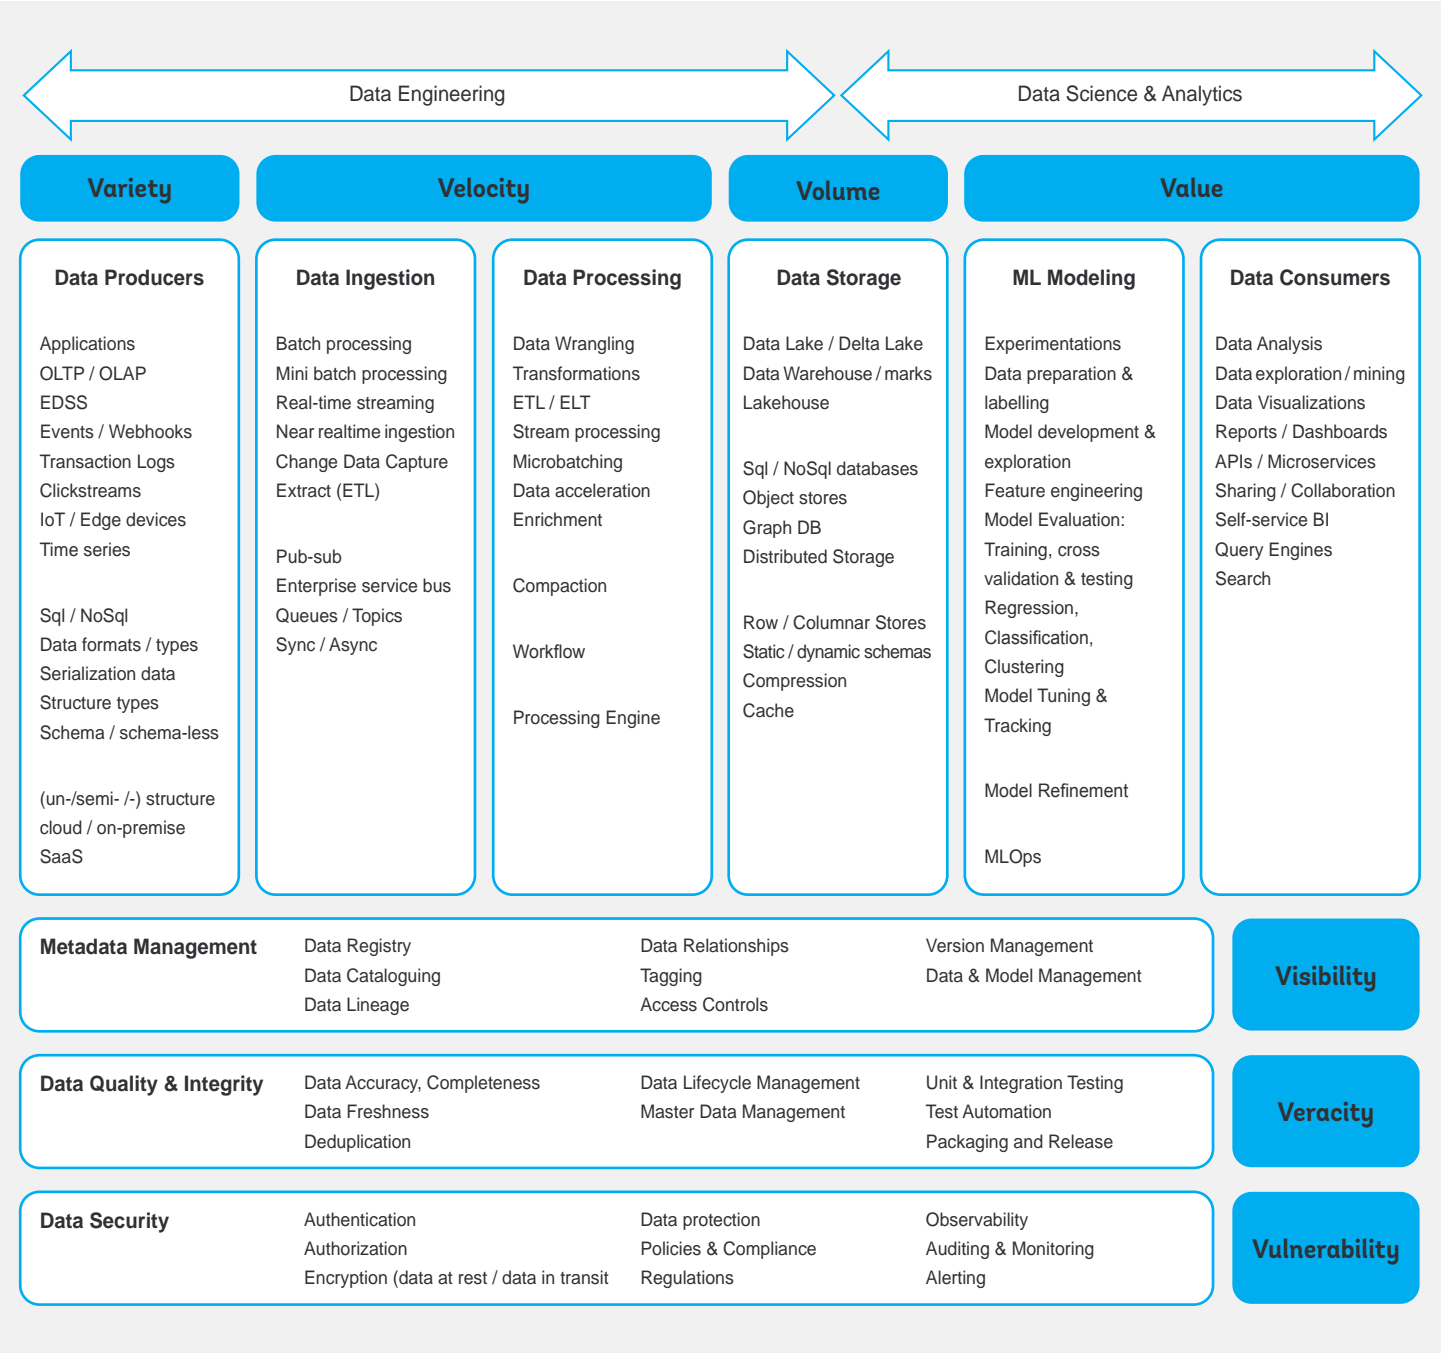 Data Engineering
Data Science & Analytics
Variety
Velocity
Volume
Value
Data Producers
Applications
OLTP / OLAP
EDSS
Events / Webhooks
Transaction Logs
Clickstreams
IoT / Edge devices
Time series
Sql / NoSql
Data formats / types
Serialization data
Structure types
Schema / schema-less
(un-/semi- /-) structure
cloud / on-premise
SaaS
Data Ingestion
Batch processing
Mini batch processing
Real-time streaming
Near realtime ingestion
Change Data Capture
Extract (ETL)
Pub-sub
Enterprise service bus
Queues / Topics
Sync / Async
Data Processing
Data Wrangling
Transformations
ETL / ELT
Stream processing
Microbatching
Data acceleration
Enrichment
Compaction
Workflow
Processing Engine
Data Storage
Data Lake / Delta Lake
Data Warehouse / marks
Lakehouse
Sql / NoSql databases
Object stores
Graph DB
Distributed Storage
Row / Columnar Stores
Static / dynamic schemas
Compression
Cache
ML Modeling
Experimentations
Data preparation &
labelling
Model development &
exploration
Feature engineering
Model Evaluation:
Training, cross
validation & testing
Regression,
Classification,
Clustering
Model Tuning &
Tracking
Model Refinement
MLOps
Data Consumers
Data Analysis
Data exploration / mining
Data Visualizations
Reports / Dashboards
APIs / Microservices
Sharing / Collaboration
Self-service BI
Query Engines
Search
Metadata Management
Data Registry
Data Cataloguing
Data Lineage
Data Relationships
Tagging
Access Controls
Version Management
Data & Model Management
Visibility
Data Quality & Integrity
Data Accuracy, Completeness
Data Freshness
Deduplication
Data Lifecycle Management
Master Data Management
Unit & Integration Testing
Test Automation
Packaging and Release
Veracity
Data Security
Authentication
Authorization
Encryption (data at rest / data in transit
Data protection
Policies & Compliance
Regulations
Observability
Auditing & Monitoring
Alerting
Vulnerability